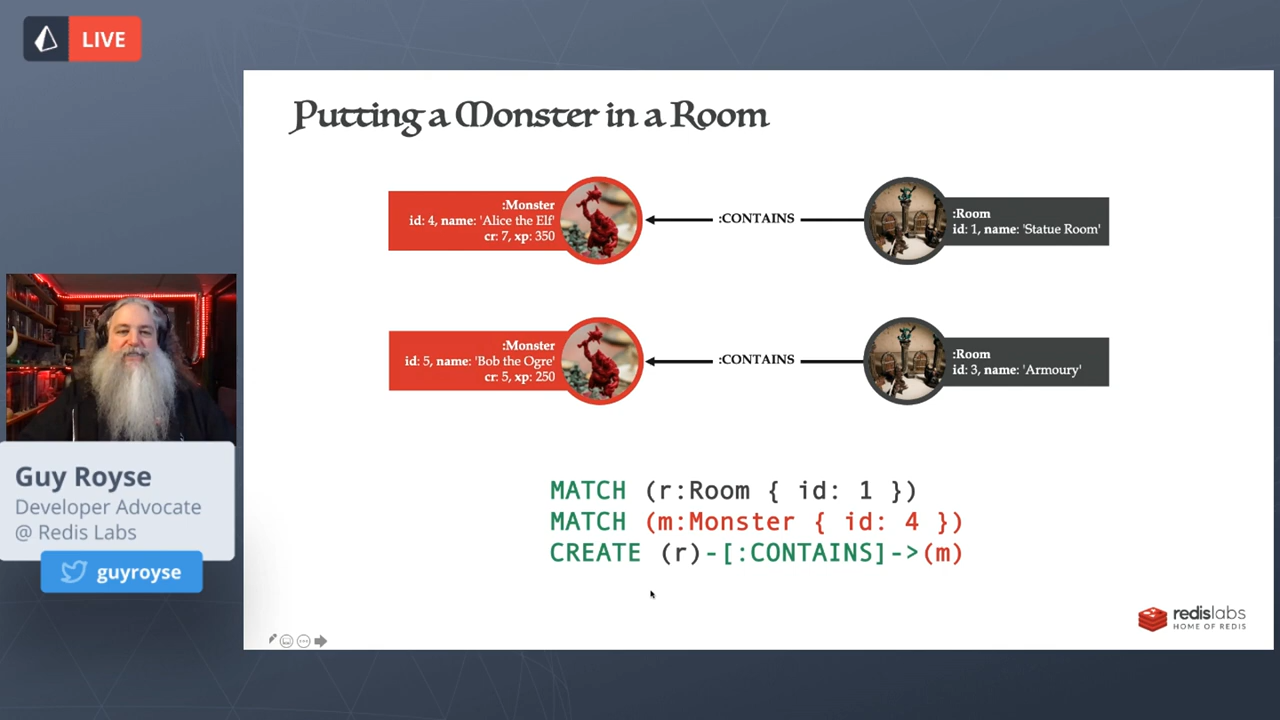 LIVE
Putting a Monster in a Room
:Monster
id: 4, name: 'Alice the Elf'
cr: 7, xp: 350
:CONTAINS
:Room
id: 1, name: 'Statue Room'
:Monster
id: 5, name: 'Bob the Ogre'
cr: 5, xp: 250
:CONTAINS
:Room
id: 3, name: 'Armoury'
MATCH (r:Room { id: 1 })
MATCH (m:Monster { id: 4 })
CREATE (r)-[:CONTAINS]->(m)
Guy Royse
Developer Advocate
@ Redis Labs
guyroyse
redislabs
HOME OF REDIS